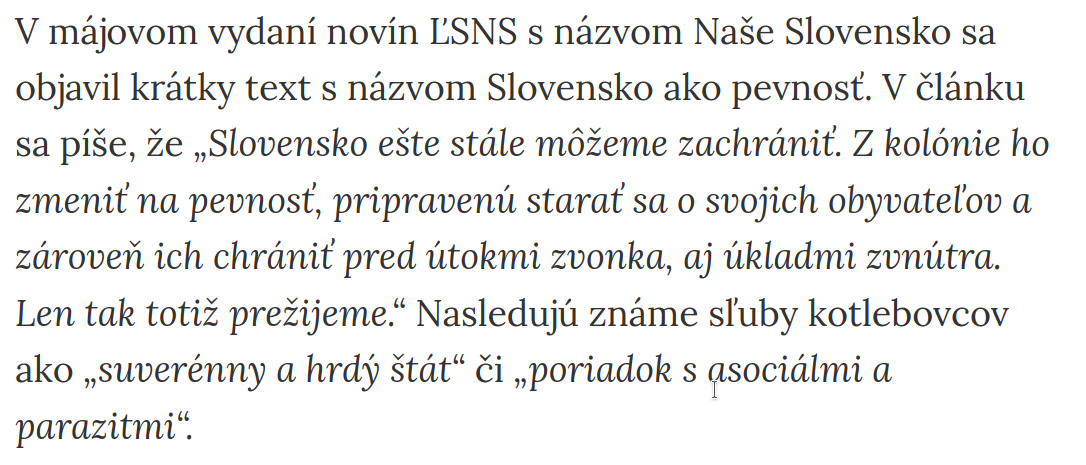 V májovom vydaní novín ĽSNS s názvom Naše Slovensko sa
objavil krátky text s názvom Slovensko ako pevnosť. V článku
sa píše, že „Slovensko ešte stále môžeme zachrániť. Z kolónie ho
zmeniť na pevnosť, pripravenú starať sa o svojich obyvateľov a
zároveň ich chrániť pred útokmi zvonka, aj úkladmi zvnútra.
Len tak totiž prežijeme.“ Nasledujú známe sľuby kotlebovcov
ako „suverénny a hrdý štát“ či „poriadok s asociálmi a
parazitmi“.